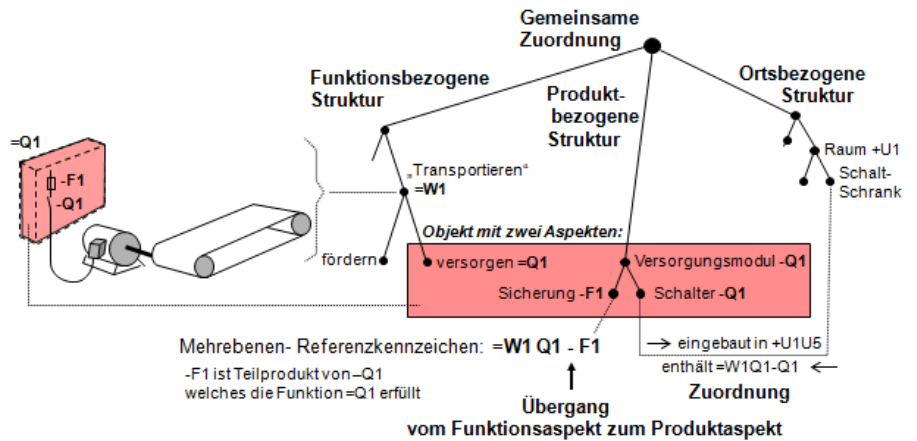 Gemeinsame
Zuordnung
Funktionsbezogene
Struktur
Produkt-
bezogene
Struktur
Ortsbezogene
Struktur
=Q1
-F1
-Q1
„Transportieren“
=W1
Raum +U1
Schalt-
Schrank
Objekt mit zwei Aspekten:
fördern
versorgen =Q1
Versorgungsmodul -Q1
Sicherung -F1
Schalter -Q1
Mehrebenen- Referenzkennzeichen: =W1 Q1 - F1
-F1 ist Teilprodukt von –Q1
welches die Funktion =Q1 erfüllt
→ eingebaut in +U1U5
enthält =W1Q1-Q1 ←
Zuordnung
Übergang
vom Funktionsaspekt zum Produktaspekt